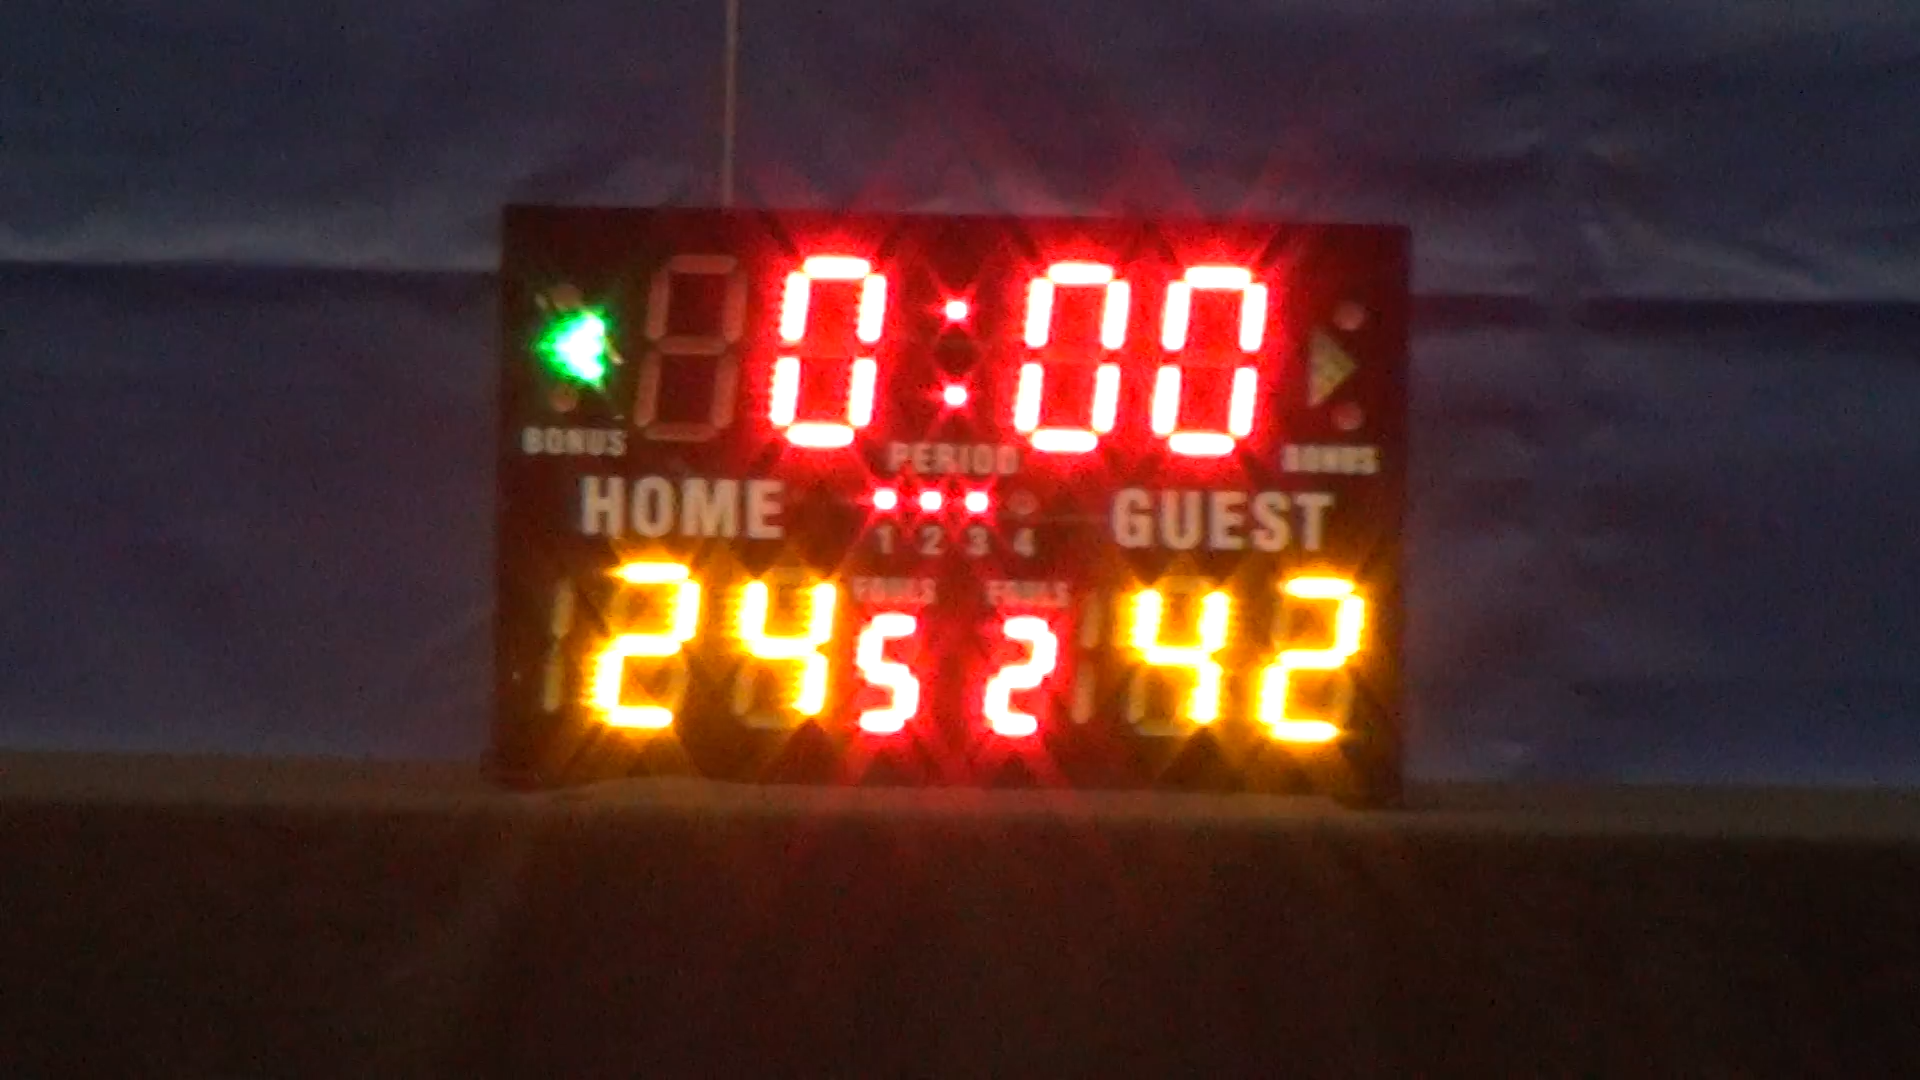 0:00
BONUS PERIOD BONUS
HOME GUEST
1 2 3 4
FOULS FOULS
24 5 2 42